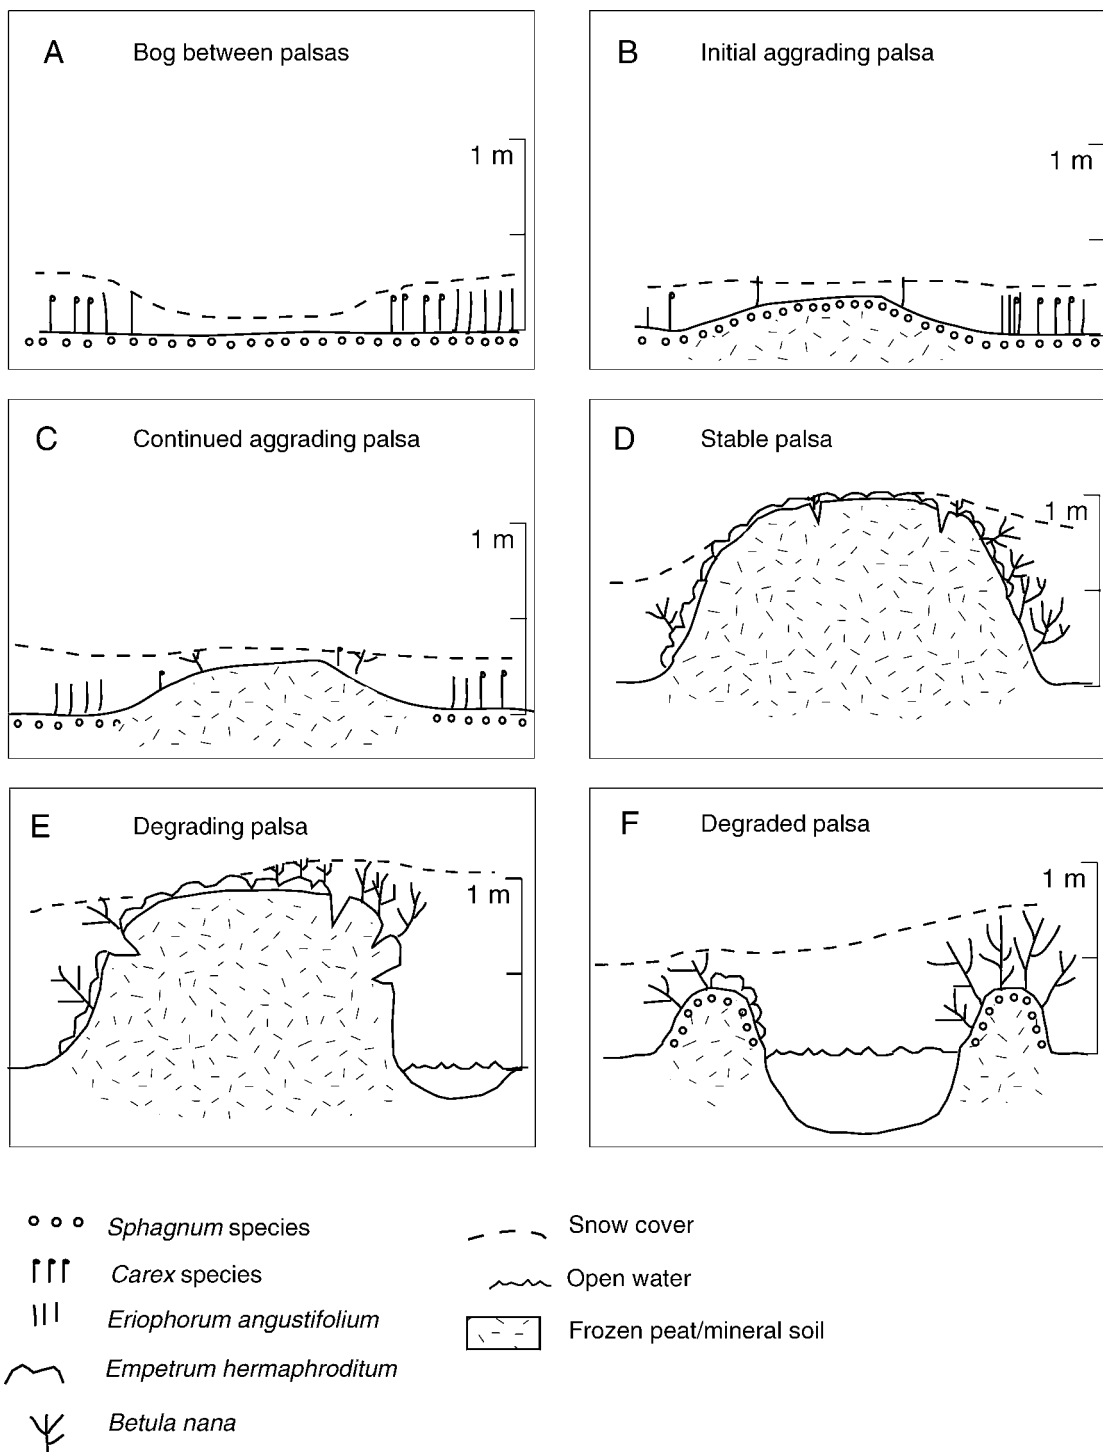 A Bog between palsas
1 m
B Initial aggrading palsa
1 m
C Continued aggrading palsa
1 m
D Stable palsa
1 m
E Degrading palsa
1 m
F Degraded palsa
1 m
Sphagnum species
Carex species
Eriophorum angustifolium
Empetrum hermaphroditum
Betula nana
Snow cover
Open water
Frozen peat/mineral soil